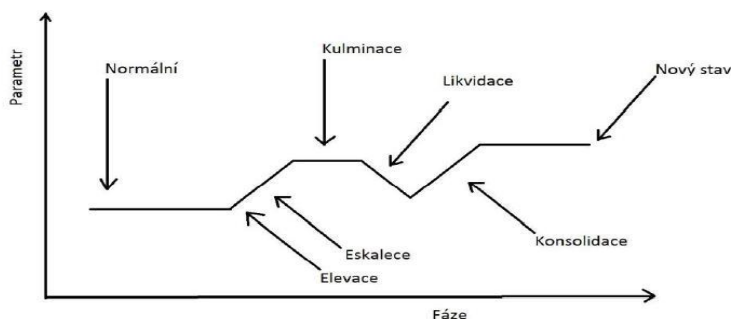 Parametr
Normální
Kulminace
Likvidace
Nový stav
Konsolidace
Eskalece
Elevace
Fáze